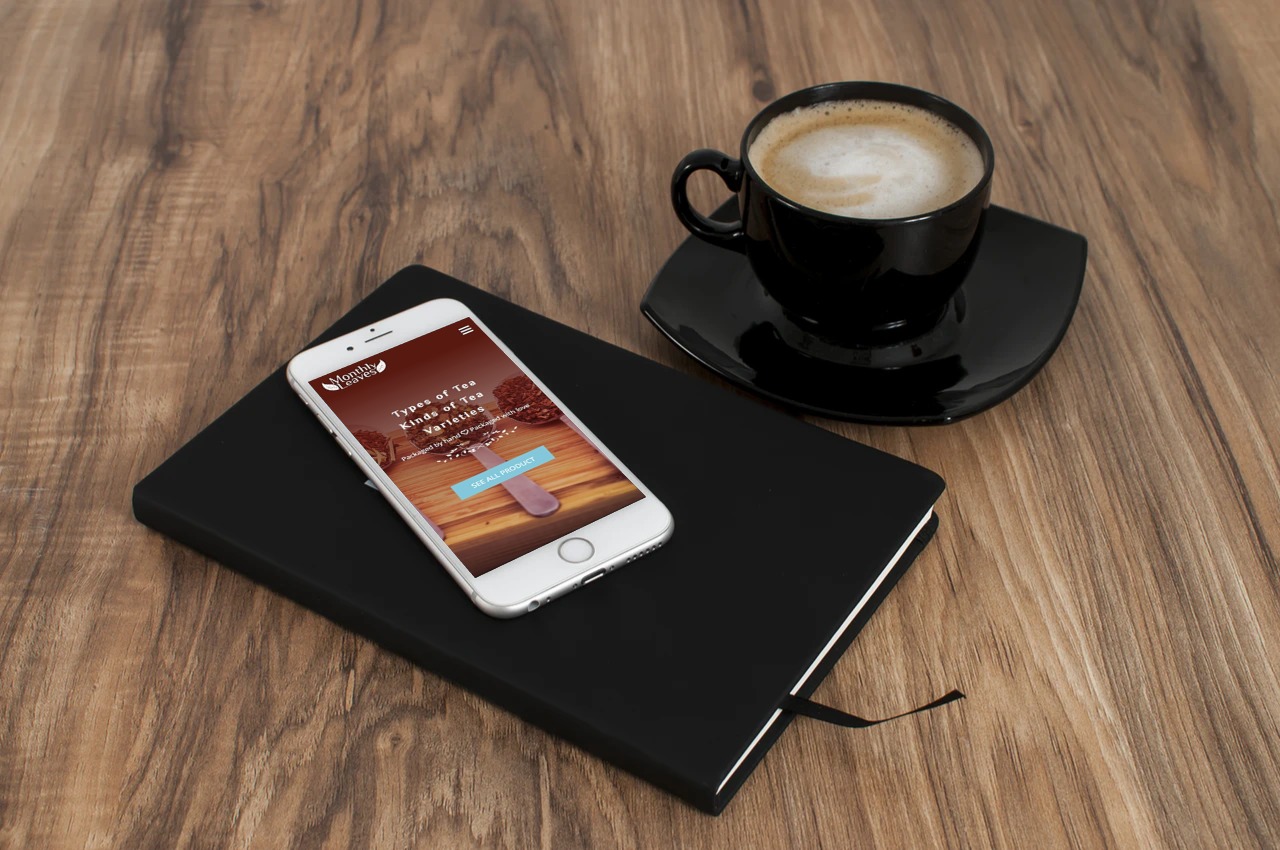 Monthly
Leaves
Types of Tea
Kinds of Tea
Varieties
Packaged by hand ♡ Packaged with love
SEE ALL PRODUCT